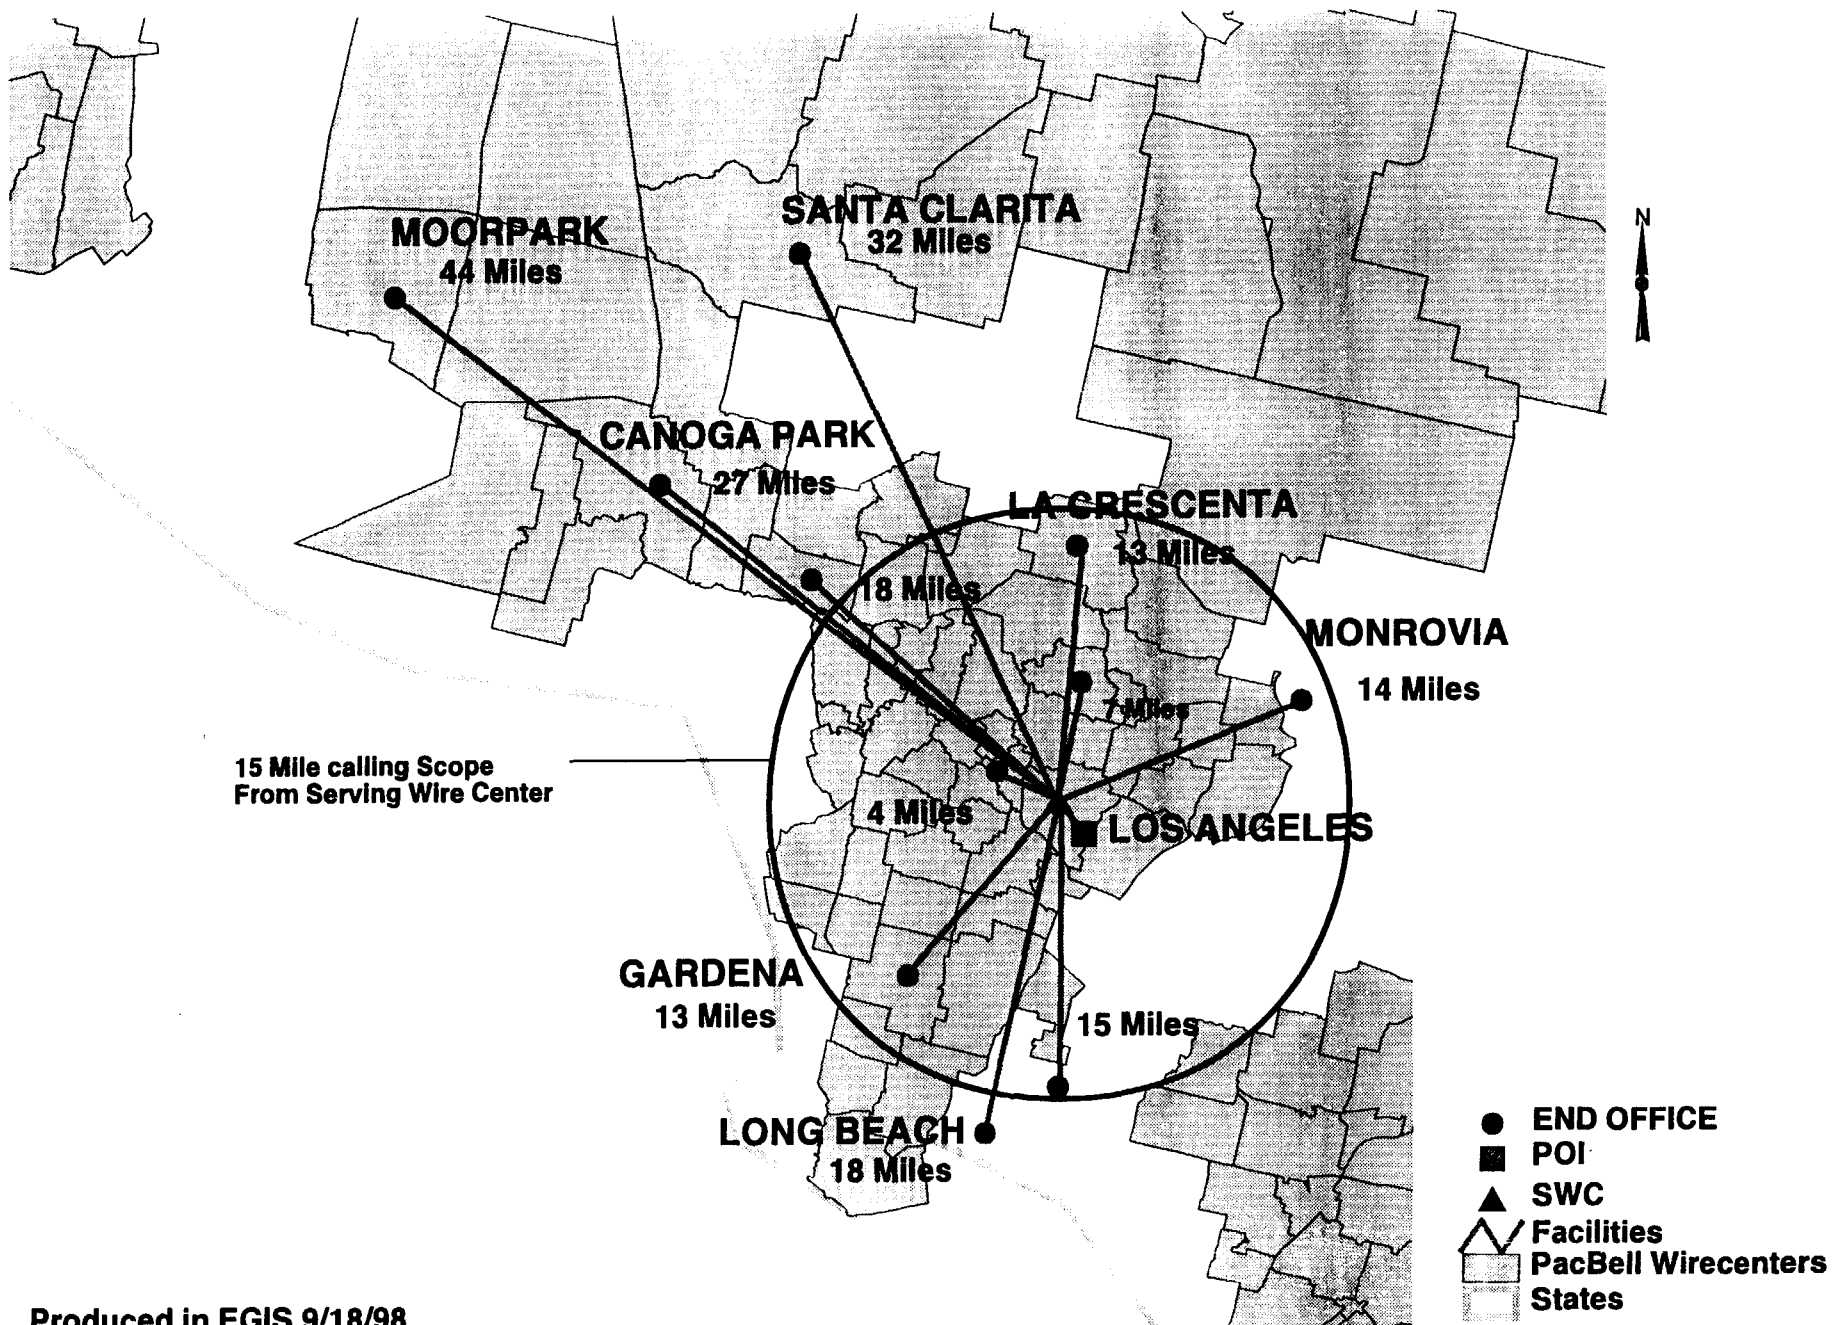 SANTA CLARITA
32 Miles
N
MOORPARK
44 Miles
CANOGA PARK
27 Miles
LA CRESCENTA
13 Miles
18 Miles
MONROVIA
14 Miles
7 Miles
15 Mile calling Scope
From Serving Wire Center
4 Miles
LOS ANGELES
GARDENA
13 Miles
15 Miles
LONG BEACH
18 Miles
END OFFICE
POI
SWC
Facilities
PacBell Wirecenters
States
Produced in EGIS 9/18/98